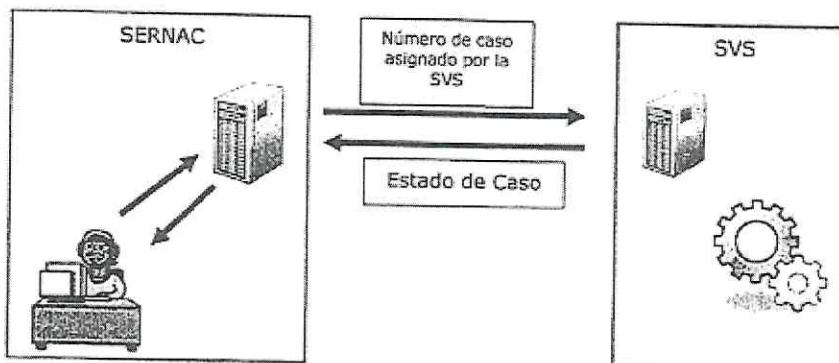 SERNAC
Número de caso
asignado por la
SVS
SVS
Estado de Caso